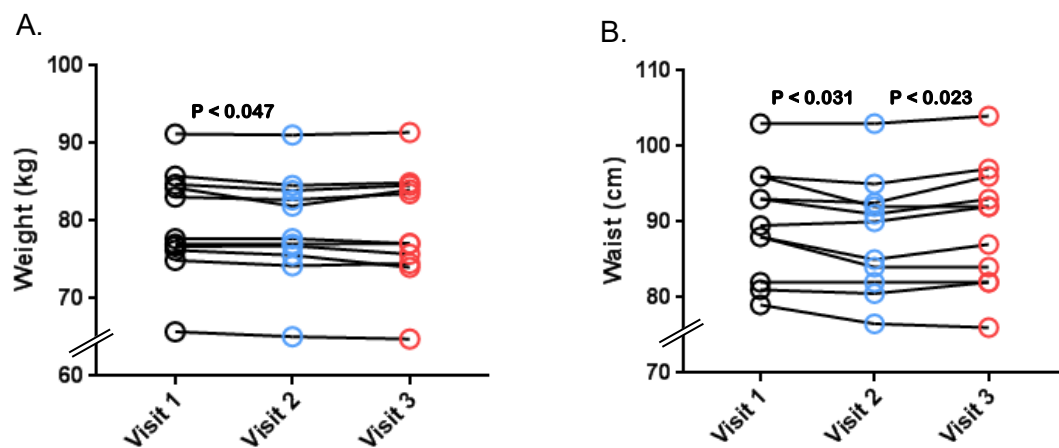 A.
Weight (kg)
100
90
80
70
60
P < 0.047
Visit 1
Visit 2
Visit 3
B.
Waist (cm)
110
100
90
80
70
P < 0.031
P < 0.023
Visit 1
Visit 2
Visit 3